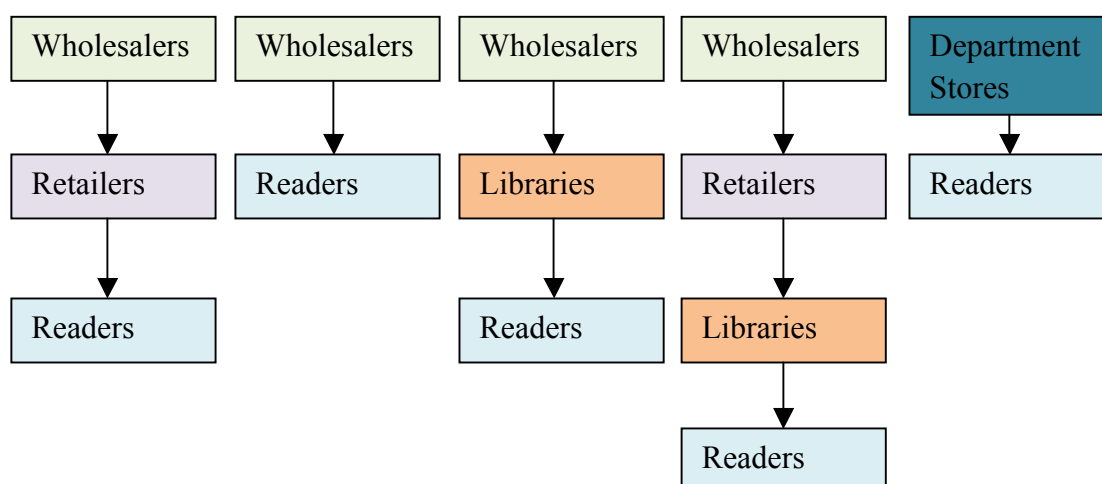 Wholesalers
Wholesalers
Wholesalers
Wholesalers
Department
Stores
Retailers
Readers
Libraries
Retailers
Readers
Readers
Readers
Libraries
Readers